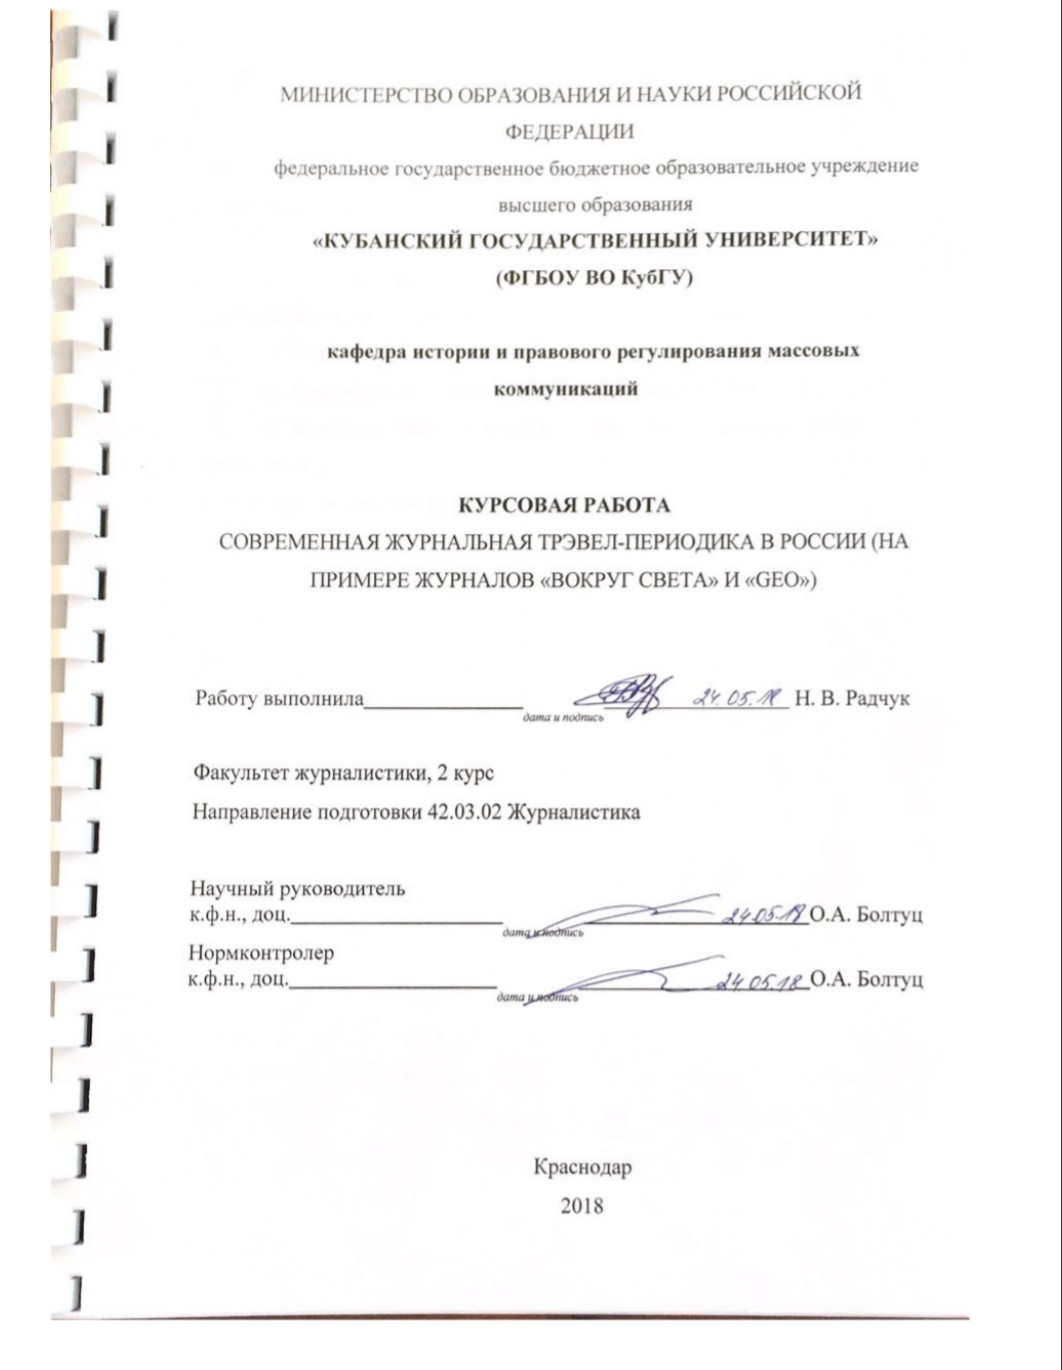 МИНИСТЕРСТВО ОБРАЗОВАНИЯ И НАУКИ РОССИЙСКОЙ
ФЕДЕРАЦИИ
федеральное государственное бюджетное образовательное учреждение
высшего образования
«КУБАНСКИЙ ГОСУДАРСТВЕННЫЙ УНИВЕРСИТЕТ»
(ФГБОУ ВО КубГУ)
кафедра истории и правового регулирования массовых
коммуникаций
КУРСОВАЯ РАБОТА
СОВРЕМЕННАЯ ЖУРНАЛЬНАЯ ТРЭВЕЛ-ПЕРИОДИКА В РОССИИ (НА
ПРИМЕРЕ ЖУРНАЛОВ «ВОКРУГ СВЕТА» И «GEO»)
Работу выполнила 24.05.18 Н. В. Радчук
дата и подпись
Факультет журналистики, 2 курс
Направление подготовки 42.03.02 Журналистика
Научный руководитель
к.ф.н., доц. 24.05.18 О.А. Болтуц
дата и подпись
Нормконтролер
к.ф.н., доц. 24.05.18 О.А. Болтуц
дата и подпись
Краснодар
2018